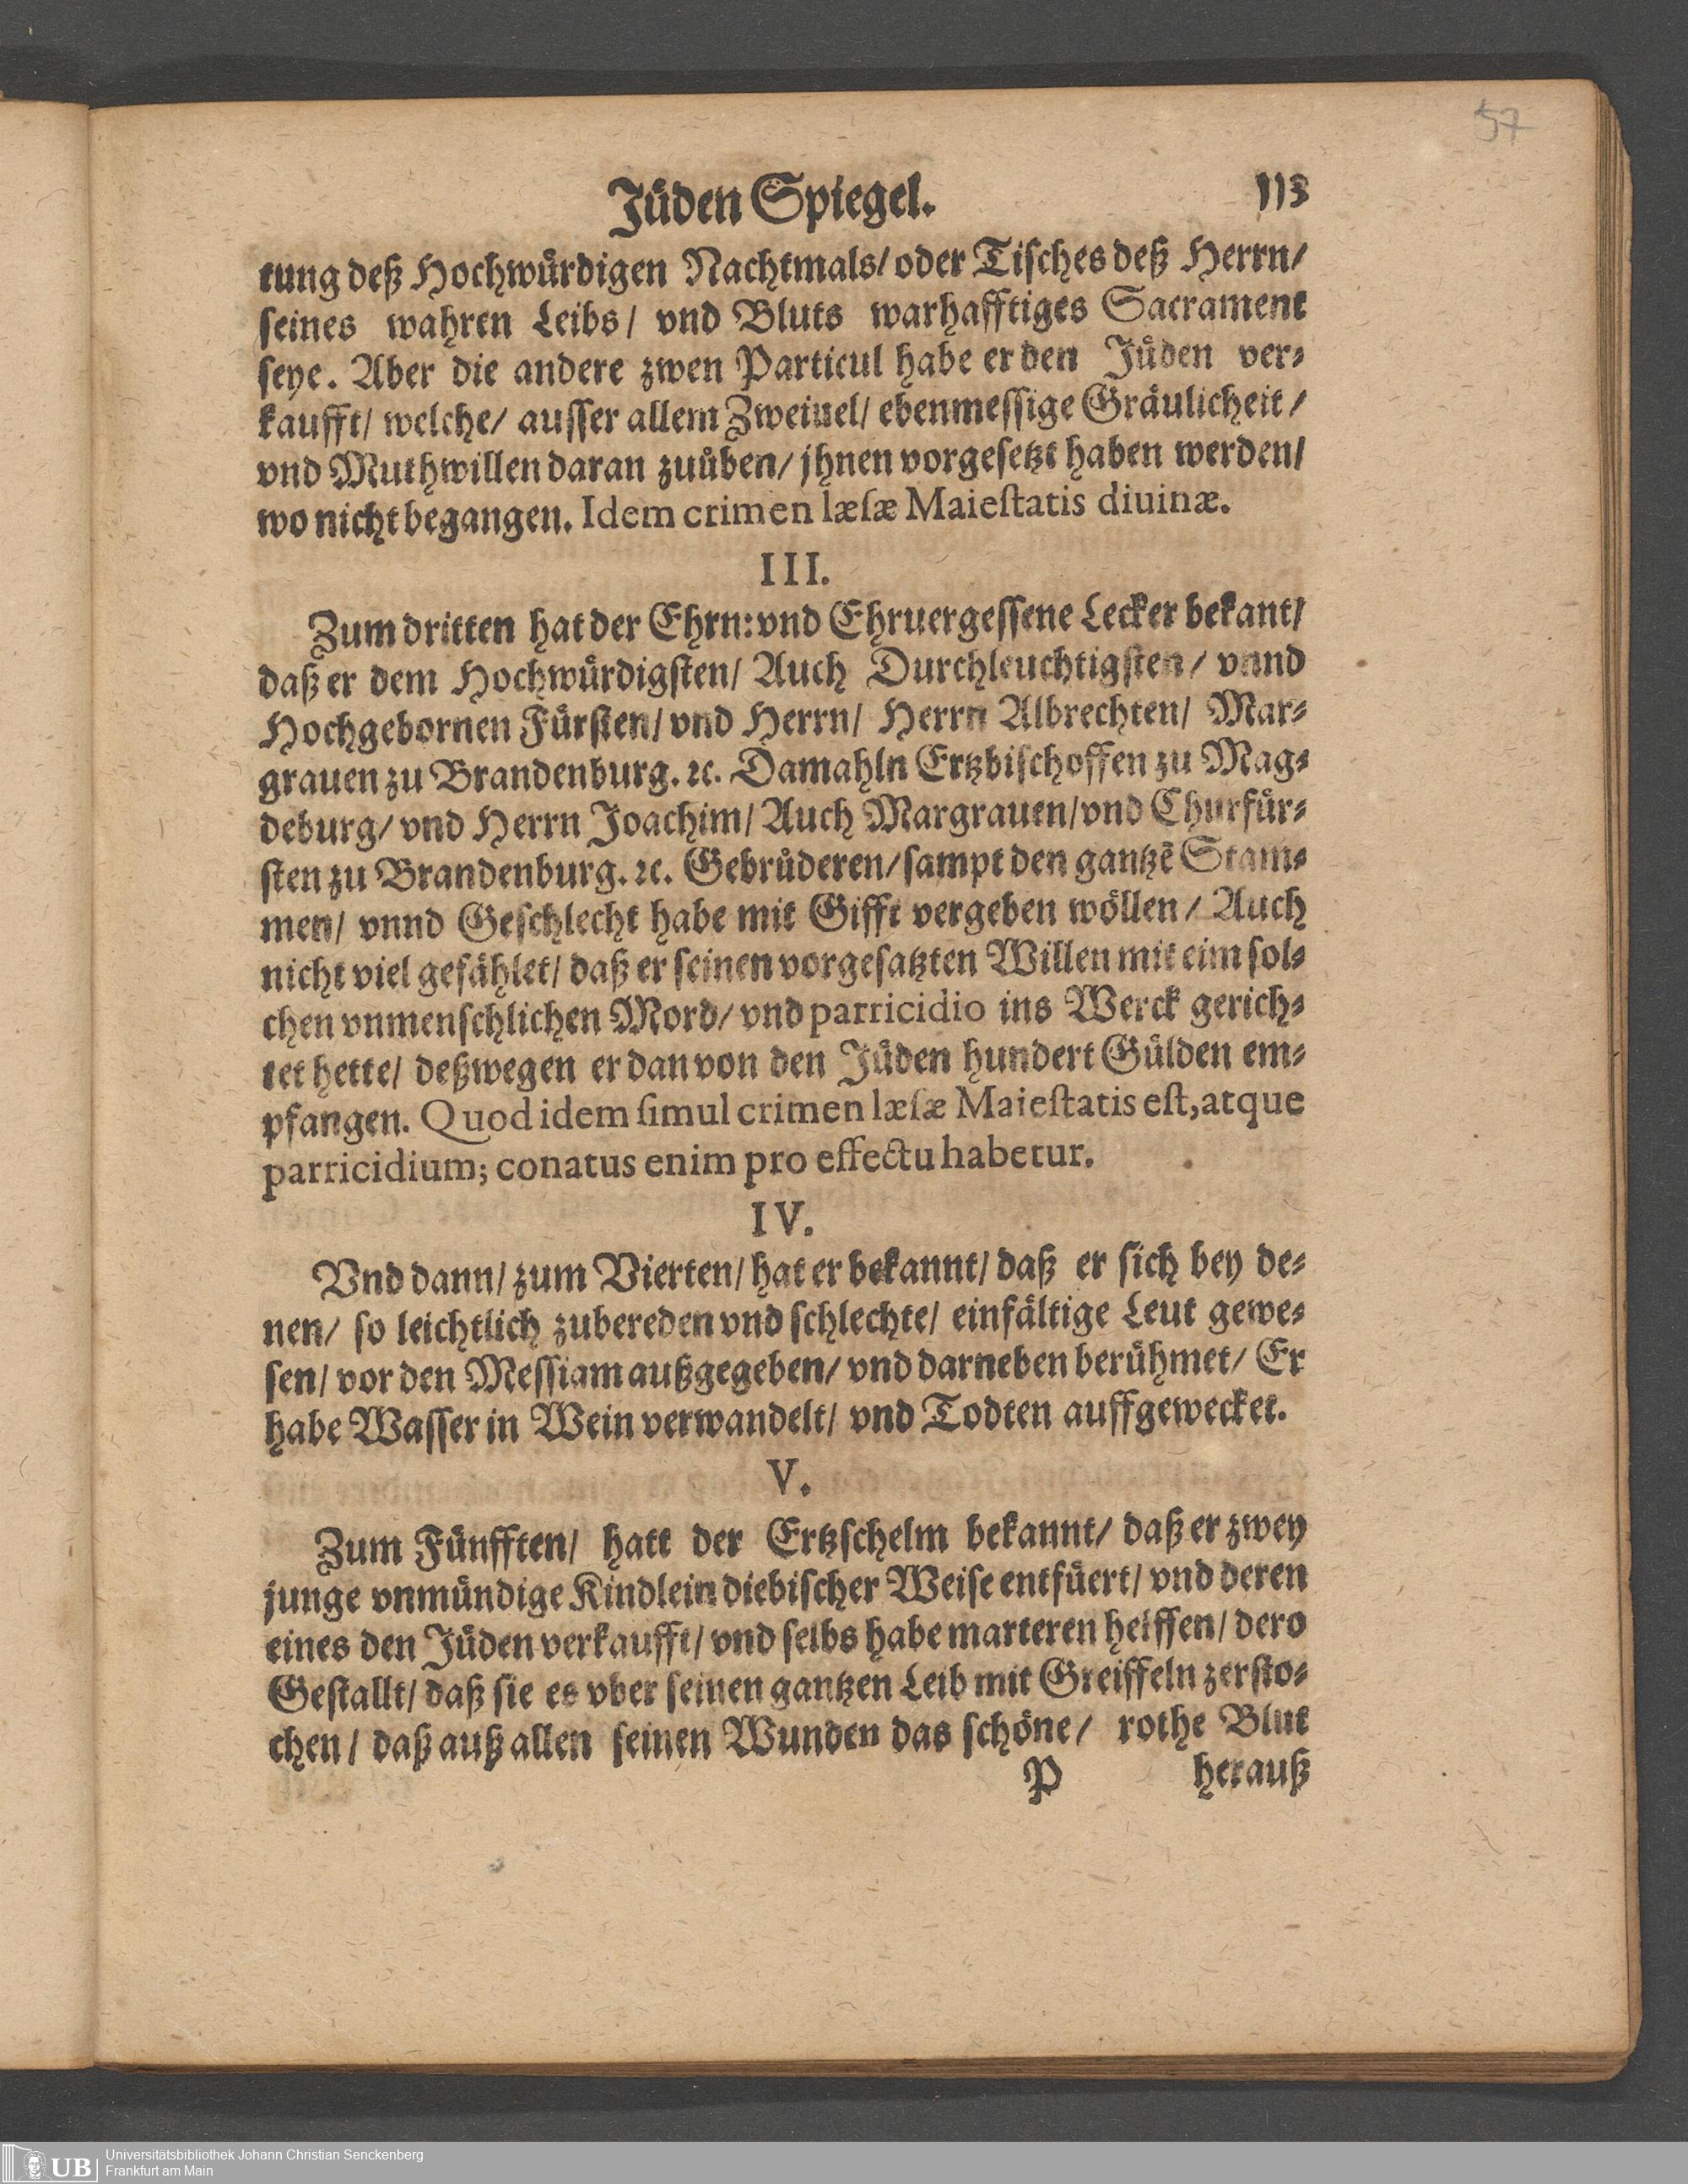 57
Jüden Spiegel. 113
tung deß Hochwürdigen Nachtmals/ oder Tisches deß Herrn/
seines wahren Leibs/ vnd Bluts warhafftiges Sacrament
seye. Aber die andere zwen Particul habe er den Jüden ver-
kaufft/ welche/ ausser allem Zweiuel/ ebenmessige Gräulicheit/
vnd Muthwillen daran zuüben/ jhnen vorgesetzt haben werden/
wo nicht begangen. Idem crimen læsæ Maiestatis diuinæ.
III.
Zum dritten hat der Ehrn: vnd Ehruergessene Lecker bekant/
daß er dem Hochwürdigsten/ Auch Durchleuchtigsten/ vnnd
Hochgebornen Fürsten/ vnd Herrn/ Herrn Albrechten/ Mar-
grauen zu Brandenburg. ꝛc. Damahln Ertzbischoffen zu Mag-
deburg/ vnd Herrn Joachim/ Auch Margrauen/ vnd Churfür-
sten zu Brandenburg. ꝛc. Gebrüderen/ sampt den gantzẽ Stam-
men/ vnnd Geschlecht habe mit Gifft vergeben wöllen/ Auch
nicht viel gefählet/ daß er seinen vorgesatzten Willen mit eim sol-
chen vnmenschlichen Mord/ vnd parricidio ins Werck gerich-
tet hette/ deßwegen er dan von den Jüden hundert Gülden em-
pfangen. Quod idem simul crimen læsæ Maiestatis est, atque
parricidium; conatus enim pro effectu habetur.
IV.
Vnd dann/ zum Vierten/ hat er bekannt/ daß er sich bey de-
nen/ so leichtlich zubereden vnd schlechte/ einfältige Leut gewe-
sen/ vor den Messiam außgegeben/ vnd darneben berühmet/ Er
habe Wasser in Wein verwandelt/ vnd Todten auffgewecket.
V.
Zum Fünfften/ hatt der Ertzschelm bekannt/ daß er zwey
junge vnmündige Kindlein diebischer Weise entfüert/ vnd deren
eines den Jüden verkaufft/ vnd selbs habe marteren heissen/ dero
Gestallt/ daß sie es vber seinen gantzen Leib mit Greiffeln zersto-
chen/ daß auß allen seinen Wunden das schöne/ rothe Blut
P herauß
UB Universitätsbibliothek Johann Christian Senckenberg
Frankfurt am Main